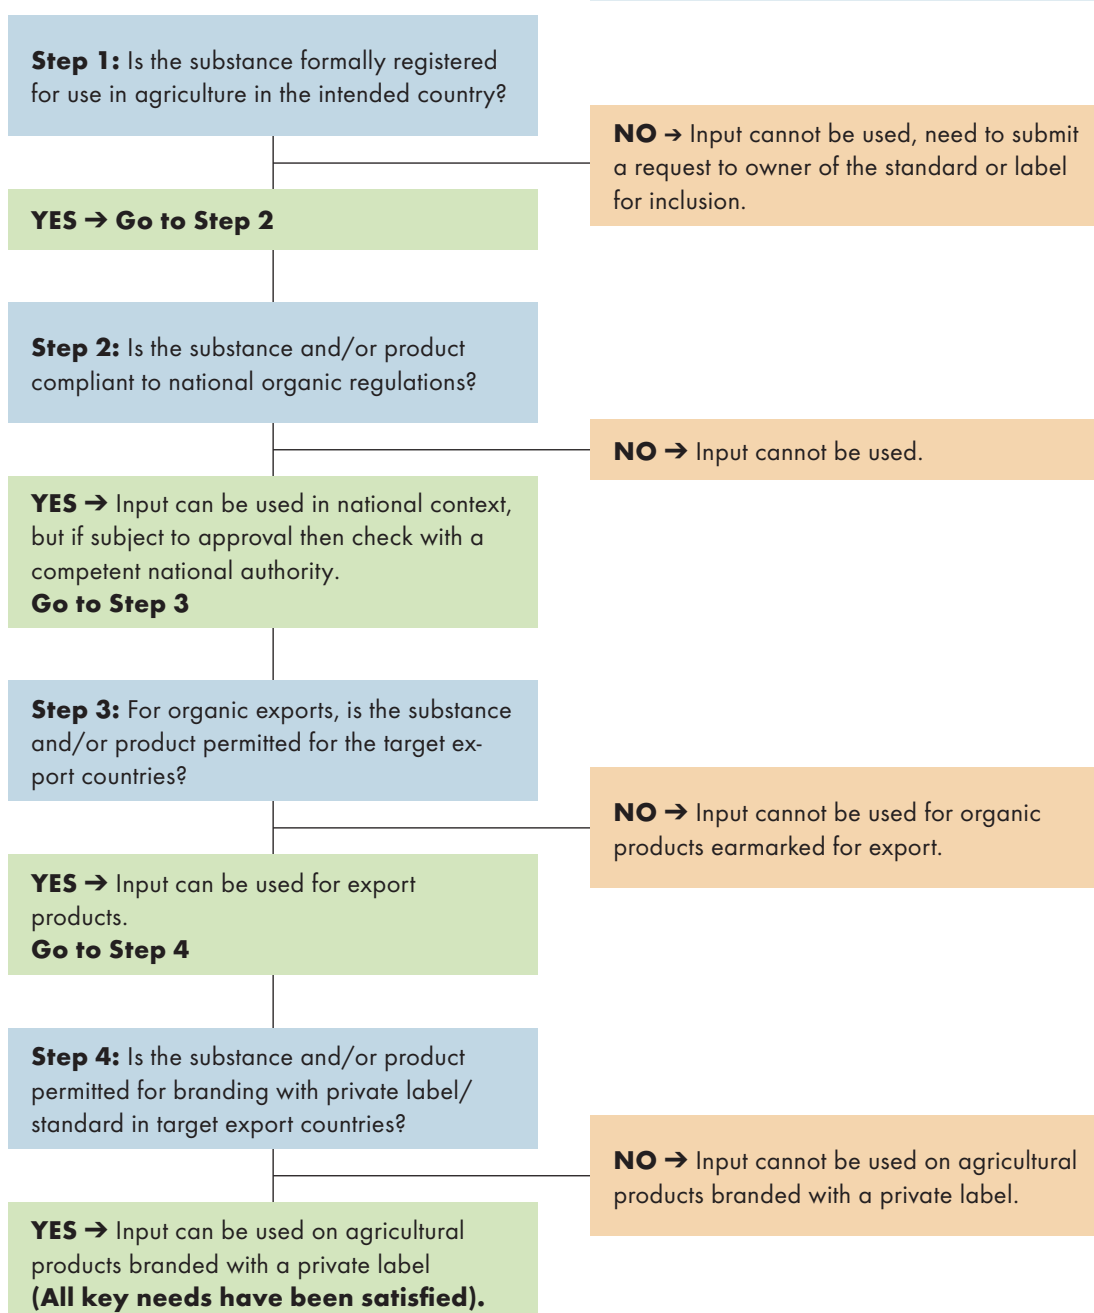 Step 1: Is the substance formally registered
for use in agriculture in the intended country?
NO → Input cannot be used, need to submit
a request to owner of the standard or label
for inclusion.
YES → Go to Step 2
Step 2: Is the substance and/or product
compliant to national organic regulations?
NO → Input cannot be used.
YES → Input can be used in national context,
but if subject to approval then check with a
competent national authority.
Go to Step 3
Step 3: For organic exports, is the substance
and/or product permitted for the target ex-
port countries?
NO → Input cannot be used for organic
products earmarked for export.
YES → Input can be used for export
products.
Go to Step 4
Step 4: Is the substance and/or product
permitted for branding with private label/
standard in target export countries?
NO → Input cannot be used on agricultural
products branded with a private label.
YES → Input can be used on agricultural
products branded with a private label
(All key needs have been satisfied).